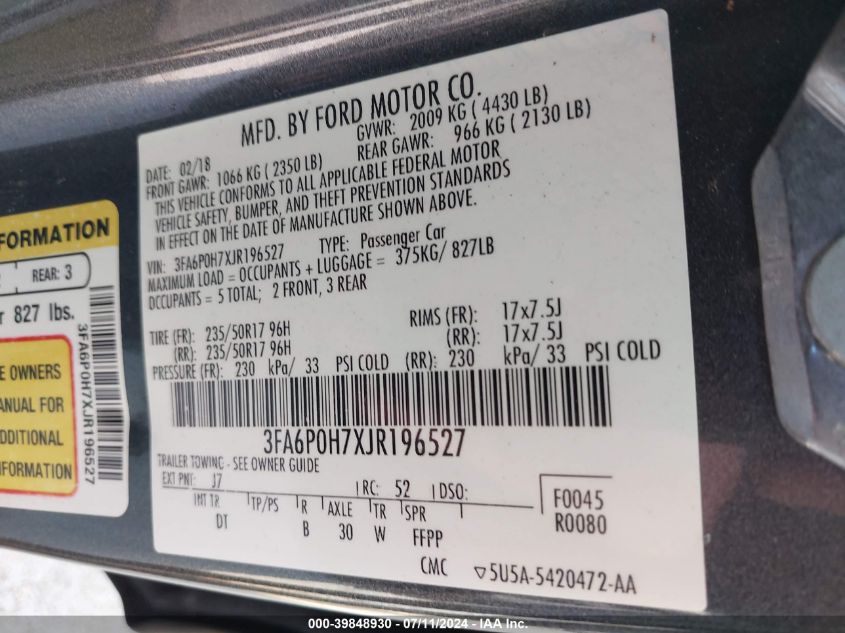 MFD. BY FORD MOTOR CO.
DATE: 02/18 GVWR: 2009 KG ( 4430 LB)
FRONT GAWR: 1066 KG ( 2350 LB) REAR GAWR: 966 KG ( 2130 LB)
THIS VEHICLE CONFORMS TO ALL APPLICABLE FEDERAL MOTOR
VEHICLE SAFETY, BUMPER, AND THEFT PREVENTION STANDARDS
IN EFFECT ON THE DATE OF MANUFACTURE SHOWN ABOVE.
VIN: 3FA6P0H7XJR196527 TYPE: Passenger Car
MAXIMUM LOAD = OCCUPANTS + LUGGAGE = 375KG/ 827LB
OCCUPANTS = 5 TOTAL; 2 FRONT, 3 REAR
TIRE (FR): 235/50R17 96H RIMS (FR): 17x7.5J
(RR): 235/50R17 96H (RR): 17x7.5J
PRESSURE (FR): 230 kPa/ 33 PSI COLD (RR): 230 kPa/ 33 PSI COLD
3FA6P0H7XJR196527
TRAILER TOWING - SEE OWNER GUIDE
EXT PNT: J7 RC: 52 DSO:
INT TR TP/PS R AXLE TR SPR
DT B 30 W FFPP
F0045
R0080
CMC ▽5U5A-5420472-AA
FORMATION
REAR: 3
827 lbs.
3FA6P0H7XJR196527
OWNERS
ANUAL FOR
ADDITIONAL
INFORMATION
000-39848930 - 07/11/2024 - IAAI Inc.